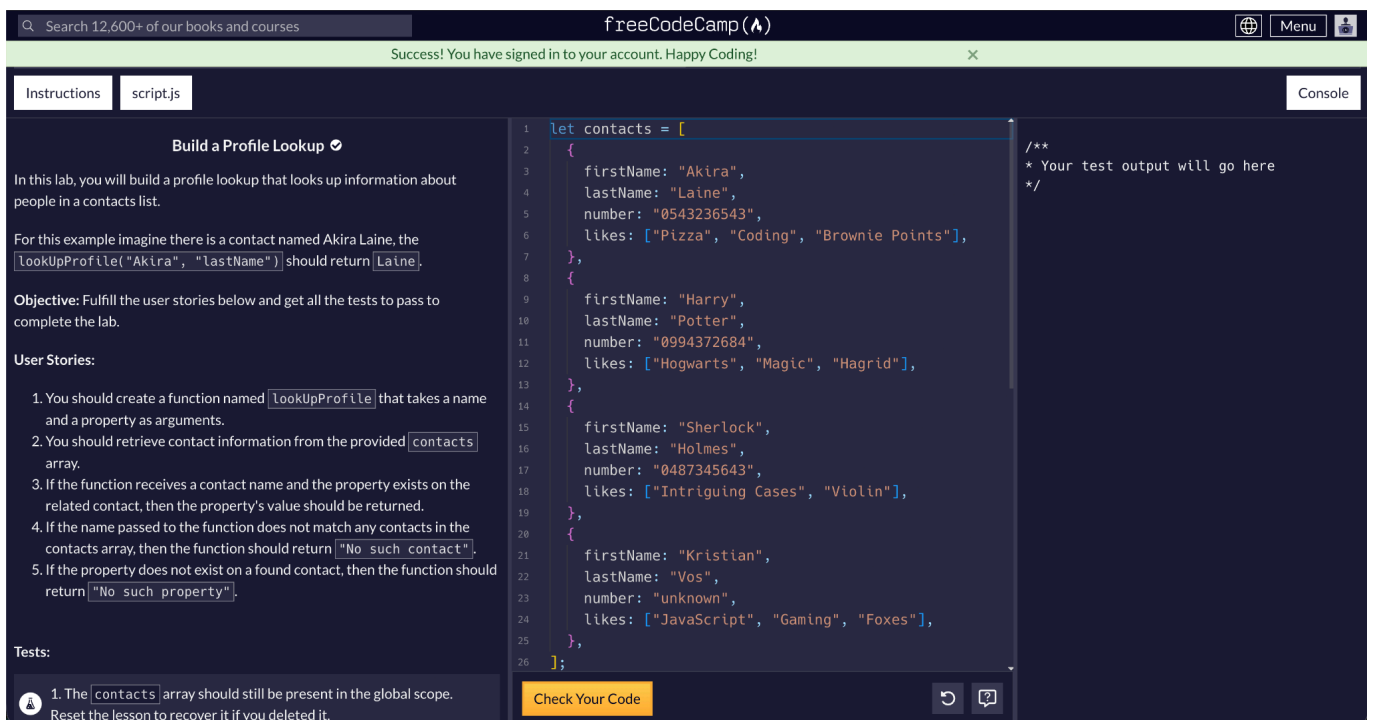 Search 12,600+ of our books and courses
freeCodeCamp
Menu
Success! You have signed in to your account. Happy Coding!
×
Instructions
script.js
Console
Build a Profile Lookup
In this lab, you will build a profile lookup that looks up information about
people in a contacts list.
For this example imagine there is a contact named Akira Laine, the
lookUpProfile("Akira", "lastName") should return Laine.
Objective: Fulfill the user stories below and get all the tests to pass to
complete the lab.
User Stories:
1. You should create a function named lookUpProfile that takes a name
and a property as arguments.
2. You should retrieve contact information from the provided contacts
array.
3. If the function receives a contact name and the property exists on the
related contact, then the property's value should be returned.
4. If the name passed to the function does not match any contacts in the
contacts array, then the function should return "No such contact".
5. If the property does not exist on a found contact, then the function should
return "No such property".
Tests:
1. The contacts array should still be present in the global scope.
Reset the lesson to recover it if you deleted it.
1 let contacts = [
2 {
3 firstName: "Akira",
4 lastName: "Laine",
5 number: "0543236543",
6 likes: ["Pizza", "Coding", "Brownie Points"],
7 },
8 {
9 firstName: "Harry",
10 lastName: "Potter",
11 number: "0994372684",
12 likes: ["Hogwarts", "Magic", "Hagrid"],
13 },
14 {
15 firstName: "Sherlock",
16 lastName: "Holmes",
17 number: "0487345643",
18 likes: ["Intriguing Cases", "Violin"],
19 },
20 {
21 firstName: "Kristian",
22 lastName: "Vos",
23 number: "unknown",
24 likes: ["JavaScript", "Gaming", "Foxes"],
25 },
26 ];
Check Your Code
/**
* Your test output will go here
*/